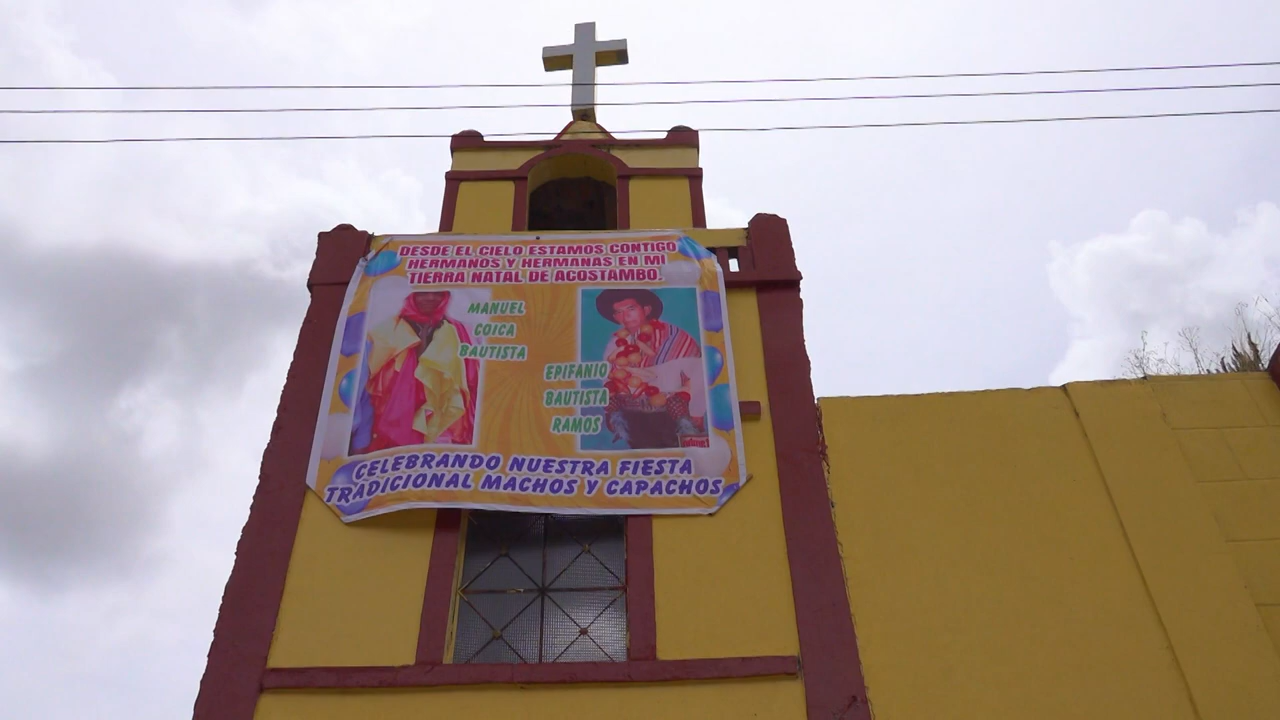 DESDE EL CIELO ESTAMOS CONTIGO
HERMANOS Y HERMANAS EN MI
TIERRA NATAL DE ACOSTAMBO.
MANUEL
COICA
BAUTISTA
EPIFANIO
BAUTISTA
RAMOS
CELEBRANDO NUESTRA FIESTA
TRADICIONAL MACHOS Y CAPACHOS